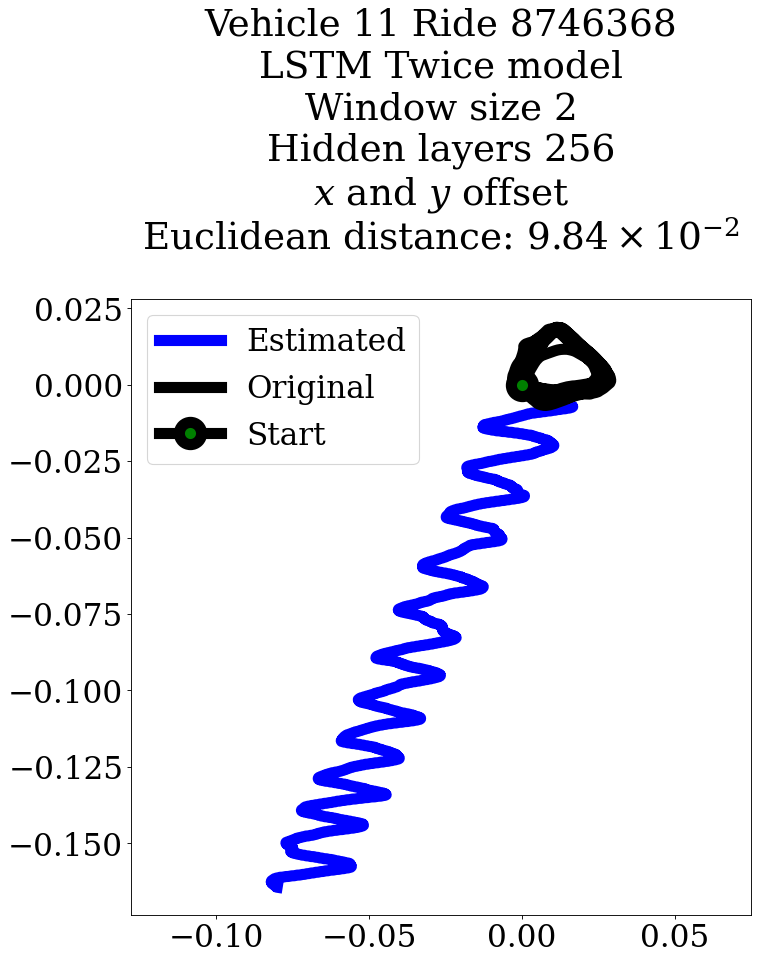 Vehicle 11 Ride 8746368
LSTM Twice model
Window size 2
Hidden layers 256
x and y offset
Euclidean distance: 9.84 × 10⁻²
0.025
0.000
−0.025
−0.050
−0.075
−0.100
−0.125
−0.150
Estimated
Original
Start
−0.10
−0.05
0.00
0.05